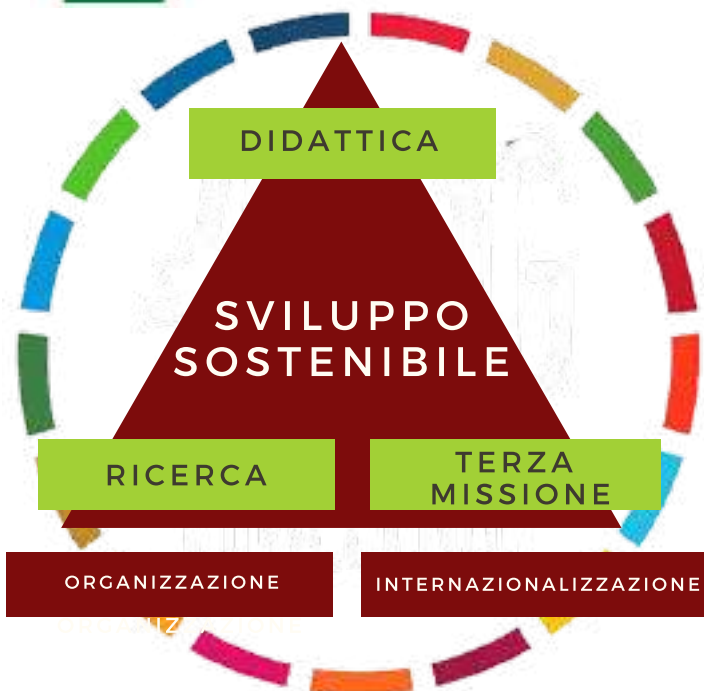 DIDATTICA
SVILUPPO
SOSTENIBILE
RICERCA
TERZA
MISSIONE
ORGANIZZAZIONE
INTERNAZIONALIZZAZIONE